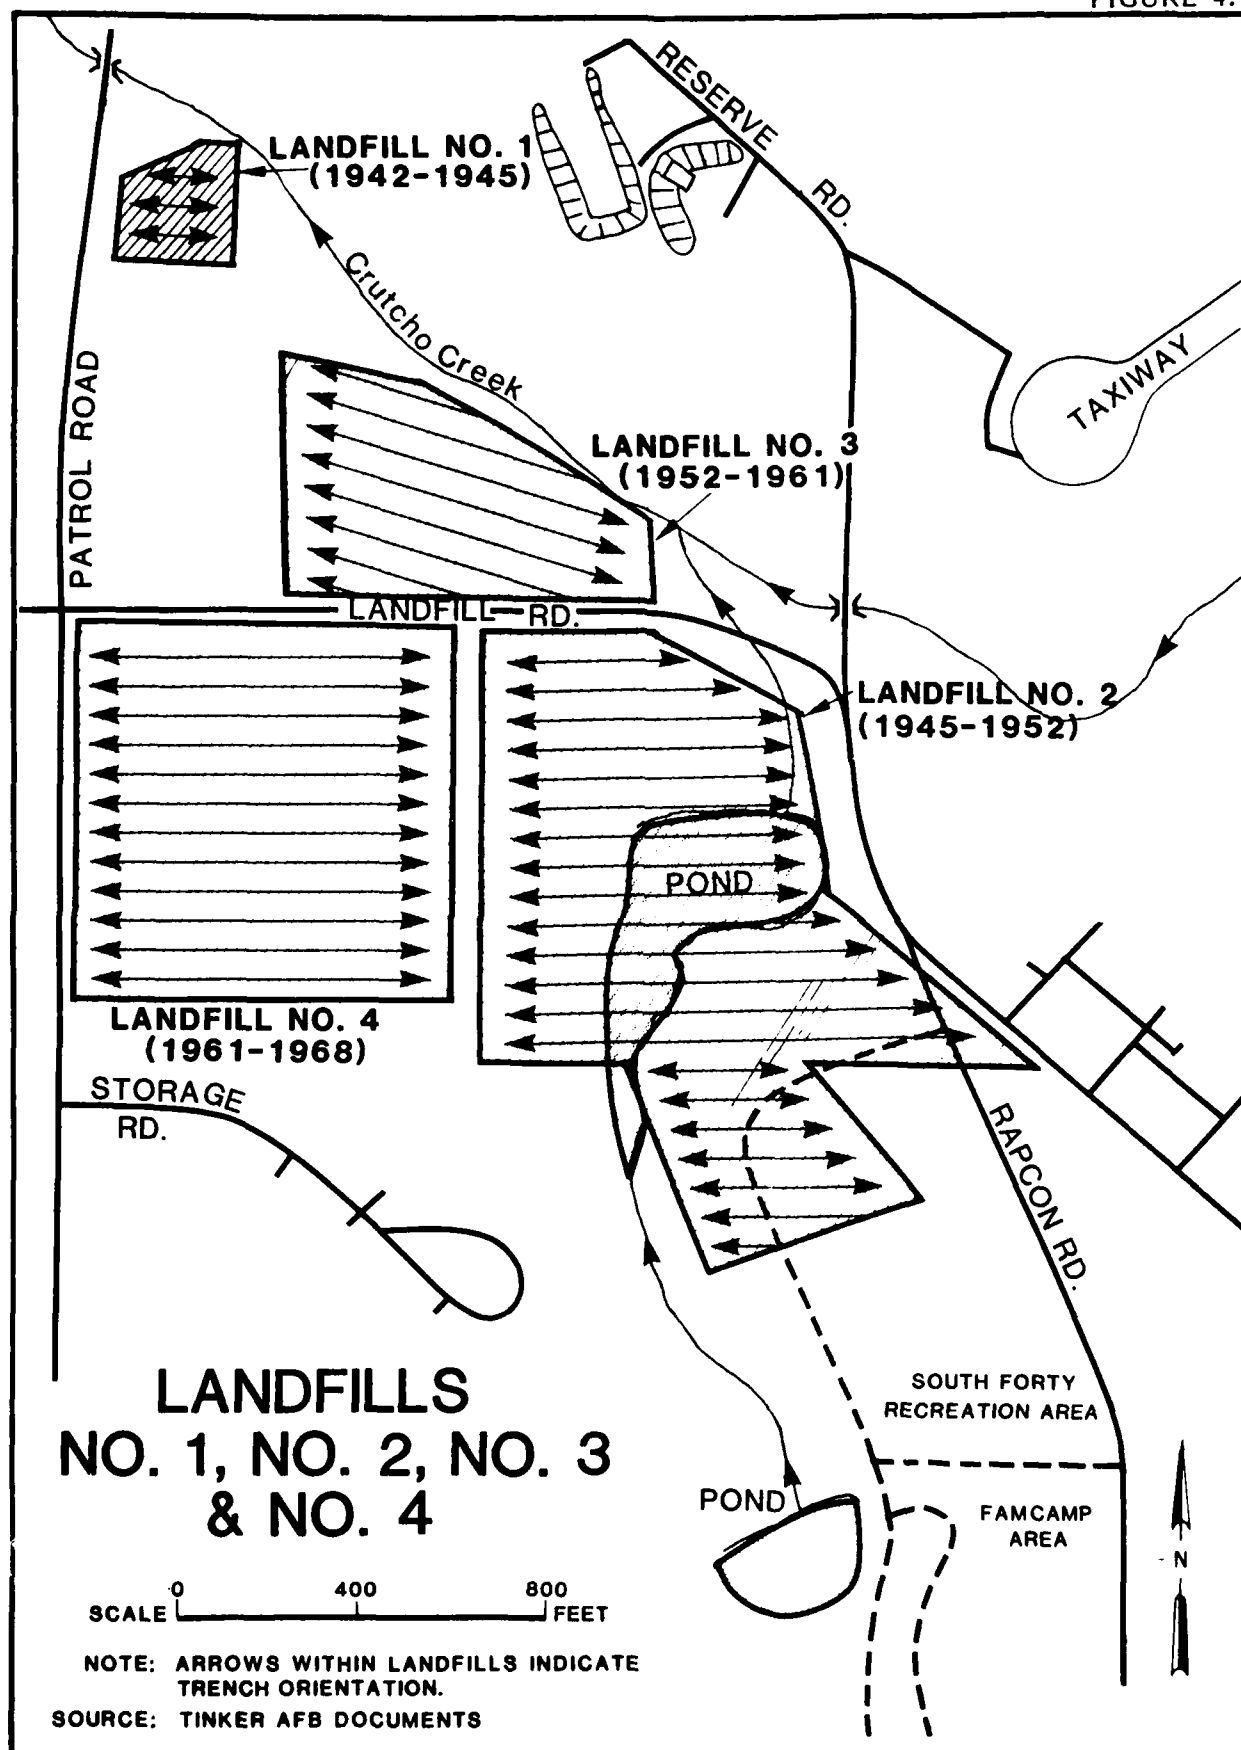 FIGURE 4.
RESERVE
RD.
LANDFILL NO. 1
(1942-1945)
Crutcho Creek
TAXIWAY
PATROL ROAD
LANDFILL NO. 3
(1952-1961)
LANDFILL RD.
LANDFILL NO. 2
(1945-1952)
POND
LANDFILL NO. 4
(1961-1968)
STORAGE
RD.
RAPCON RD.
LANDFILLS
NO. 1, NO. 2, NO. 3
& NO. 4
SOUTH FORTY
RECREATION AREA
POND
FAMCAMP
AREA
N
0 400 800
SCALE FEET
NOTE: ARROWS WITHIN LANDFILLS INDICATE
TRENCH ORIENTATION.
SOURCE: TINKER AFB DOCUMENTS